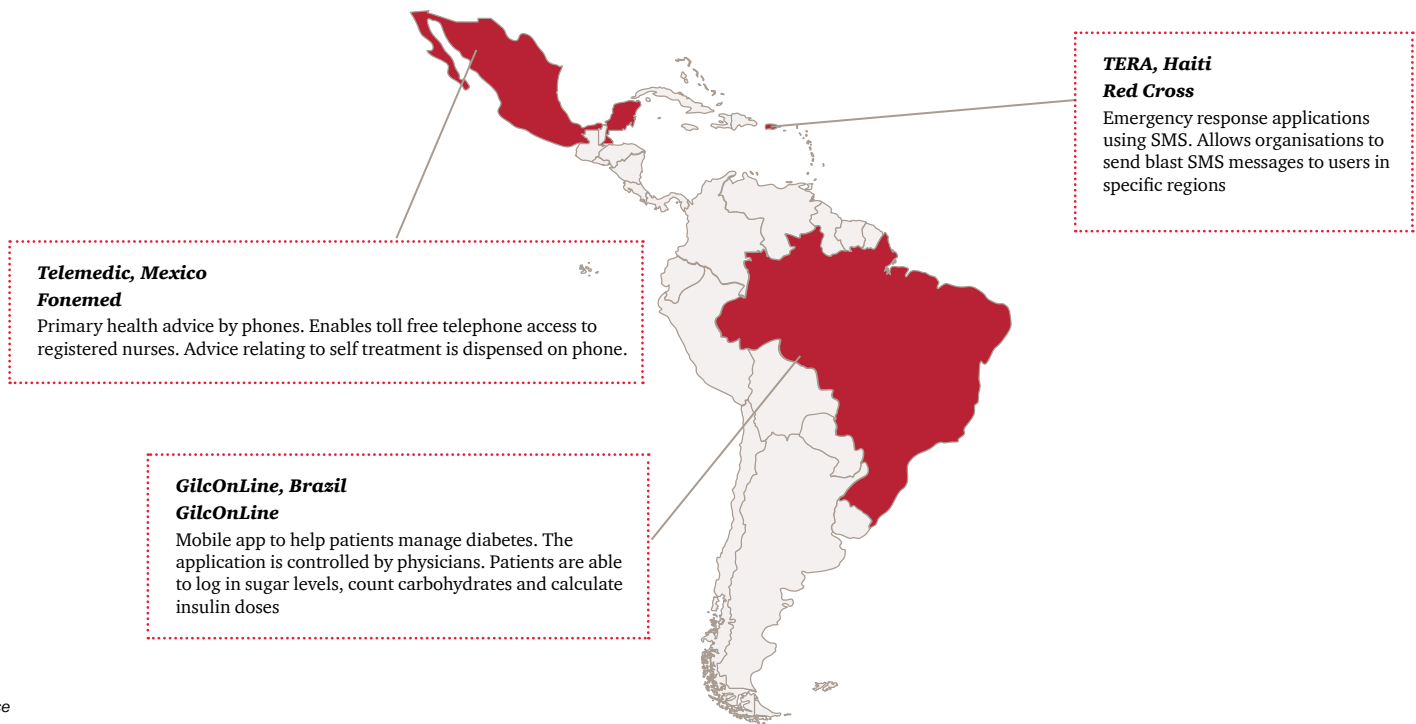 TERA, Haiti
Red Cross
Emergency response applications
using SMS. Allows organisations to
send blast SMS messages to users in
specific regions
Telemedic, Mexico
Fonemed
Primary health advice by phones. Enables toll free telephone access to
registered nurses. Advice relating to self treatment is dispensed on phone.
GilcOnLine, Brazil
GilcOnLine
Mobile app to help patients manage diabetes. The
application is controlled by physicians. Patients are able
to log in sugar levels, count carbohydrates and calculate
insulin doses